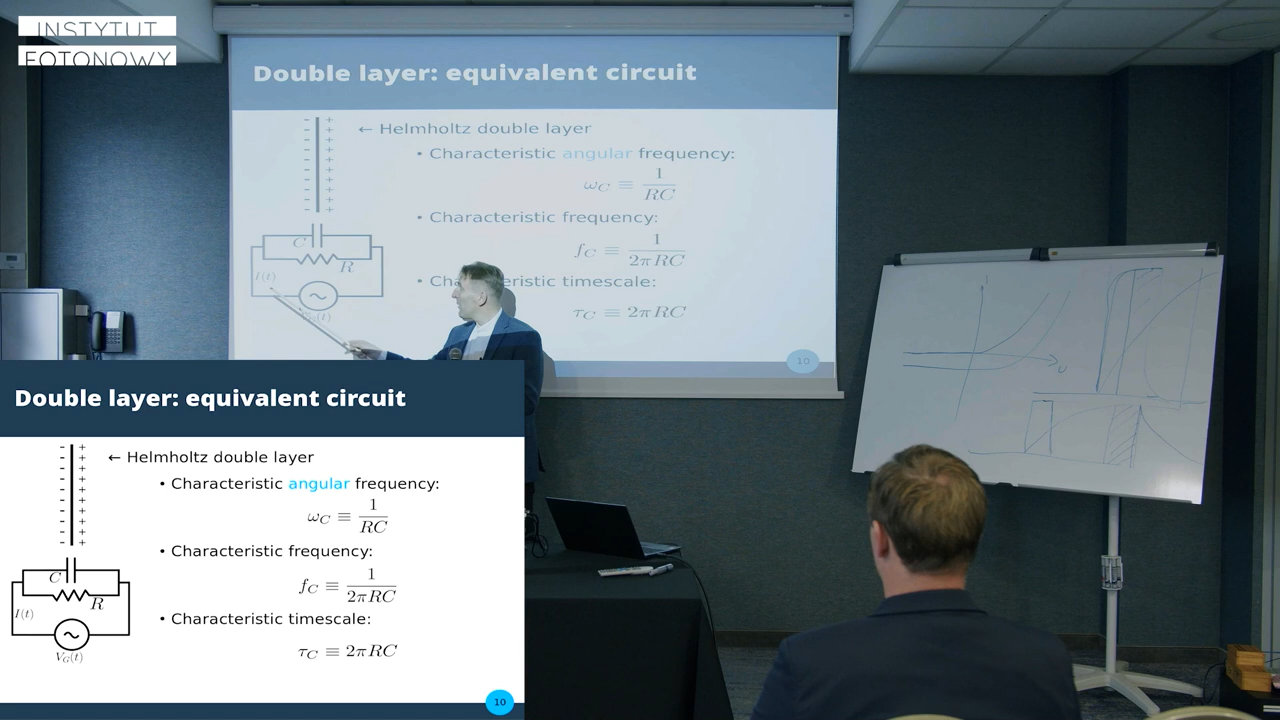 INSTYTUT
FOTONOWY
Double layer: equivalent circuit
← Helmholtz double layer
• Characteristic angular frequency:
ω_C ≡ 1/RC
• Characteristic frequency:
f_C ≡ 1/2πRC
• Characteristic timescale:
τ_C ≡ 2πRC
C
R
I(t)
10
Double layer: equivalent circuit
← Helmholtz double layer
• Characteristic angular frequency:
ω_C ≡ 1/RC
• Characteristic frequency:
f_C ≡ 1/2πRC
• Characteristic timescale:
τ_C ≡ 2πRC
C
R
I(t)
V_G(t)
10